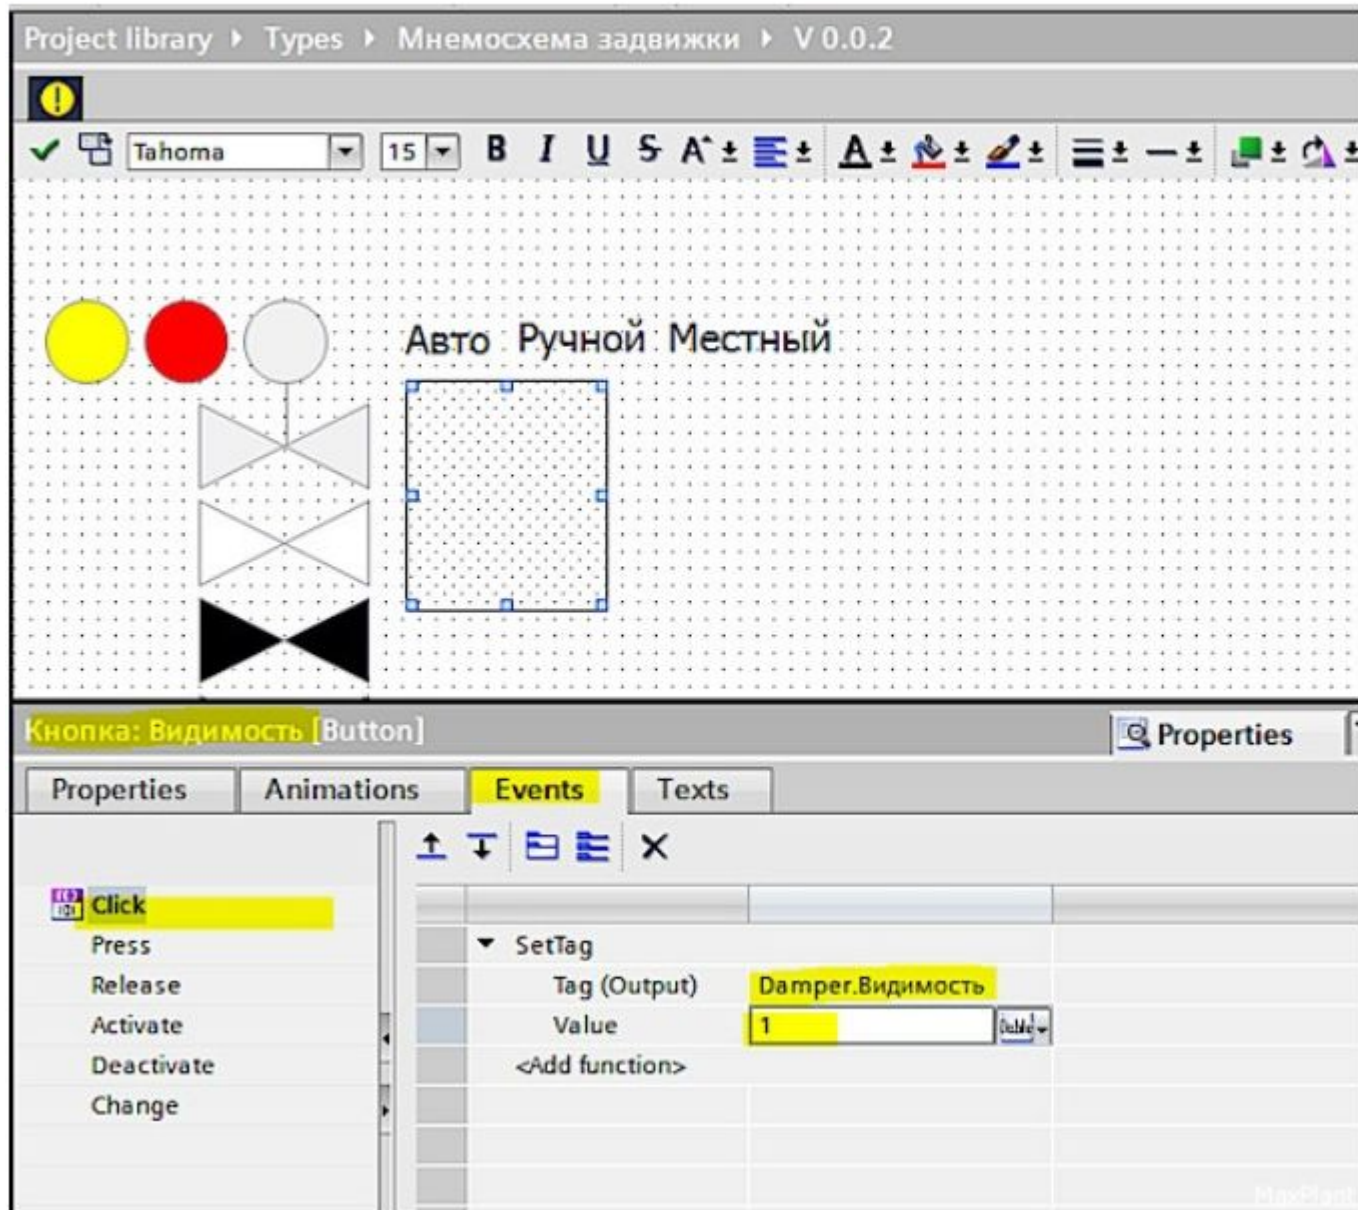 Project library ▸ Types ▸ Мнемосхема задвижки ▸ V 0.0.2
Tahoma 15 B I U S A A
Авто Ручной Местный
Кнопка: Видимость [Button] Properties
Properties Animations Events Texts
Click
Press SetTag
Release Tag (Output) Damper.Видимость
Activate Value 1
Deactivate <Add function>
Change
MaxPlant